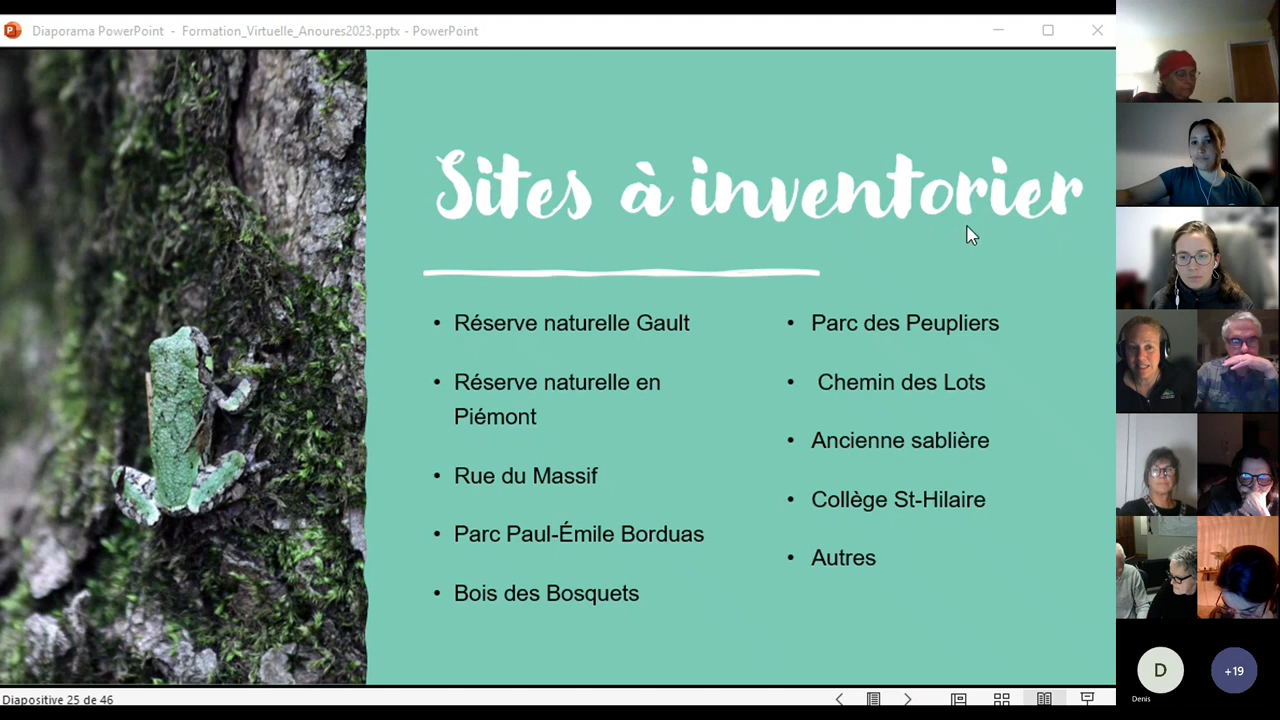 Diaporama PowerPoint - Formation_Virtuelle_Anoures2023.pptx - PowerPoint
Sites à inventorier
• Réserve naturelle Gault
• Réserve naturelle en
Piémont
• Rue du Massif
• Parc Paul-Émile Borduas
• Bois des Bosquets
• Parc des Peupliers
• Chemin des Lots
• Ancienne sablière
• Collège St-Hilaire
• Autres
D
+19
Denis
Diapositive 25 de 46